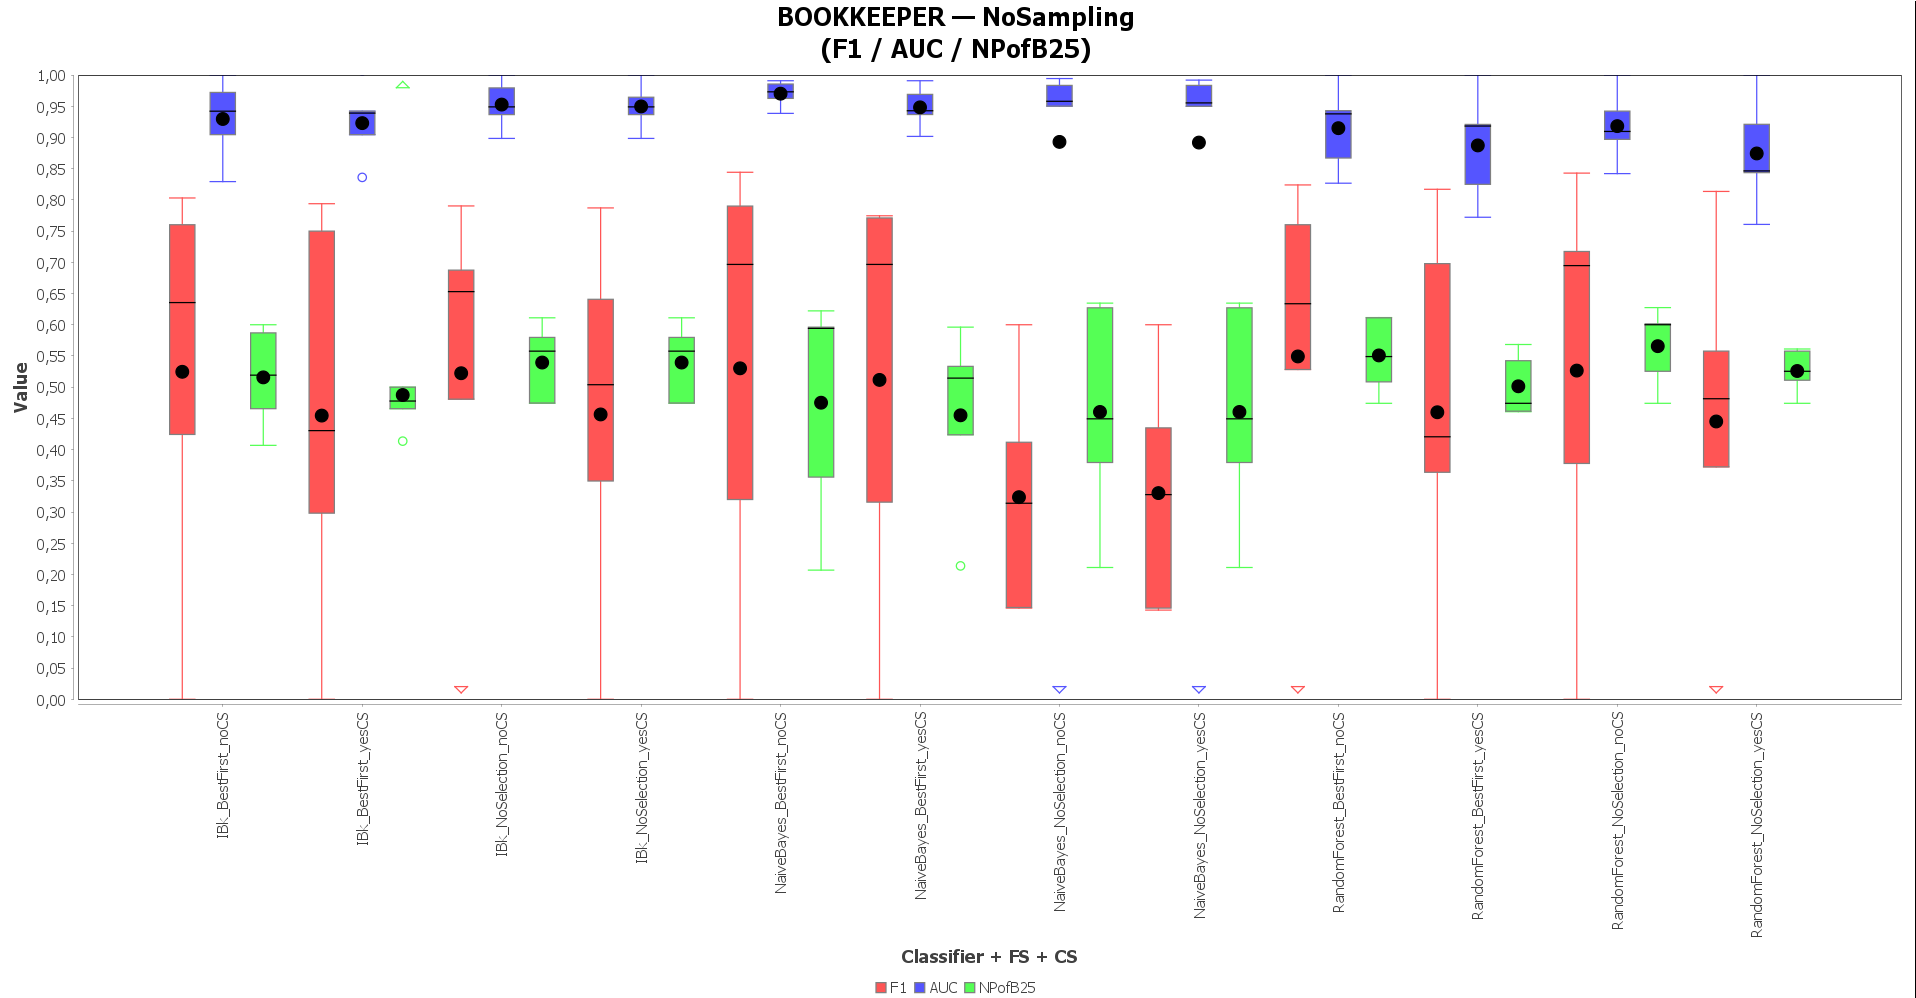 BOOKKEEPER — NoSampling
(F1 / AUC / NPofB25)
1,00
0,95
0,90
0,85
0,80
0,75
0,70
0,65
0,60
0,55
0,50
0,45
0,40
0,35
0,30
0,25
0,20
0,15
0,10
0,05
0,00
Value
IBk_BestFirst_noCS
IBk_BestFirst_yesCS
IBk_NoSelection_noCS
IBk_NoSelection_yesCS
NaiveBayes_BestFirst_noCS
NaiveBayes_BestFirst_yesCS
NaiveBayes_NoSelection_noCS
NaiveBayes_NoSelection_yesCS
RandomForest_BestFirst_noCS
RandomForest_BestFirst_yesCS
RandomForest_NoSelection_noCS
RandomForest_NoSelection_yesCS
Classifier + FS + CS
F1 AUC NPofB25